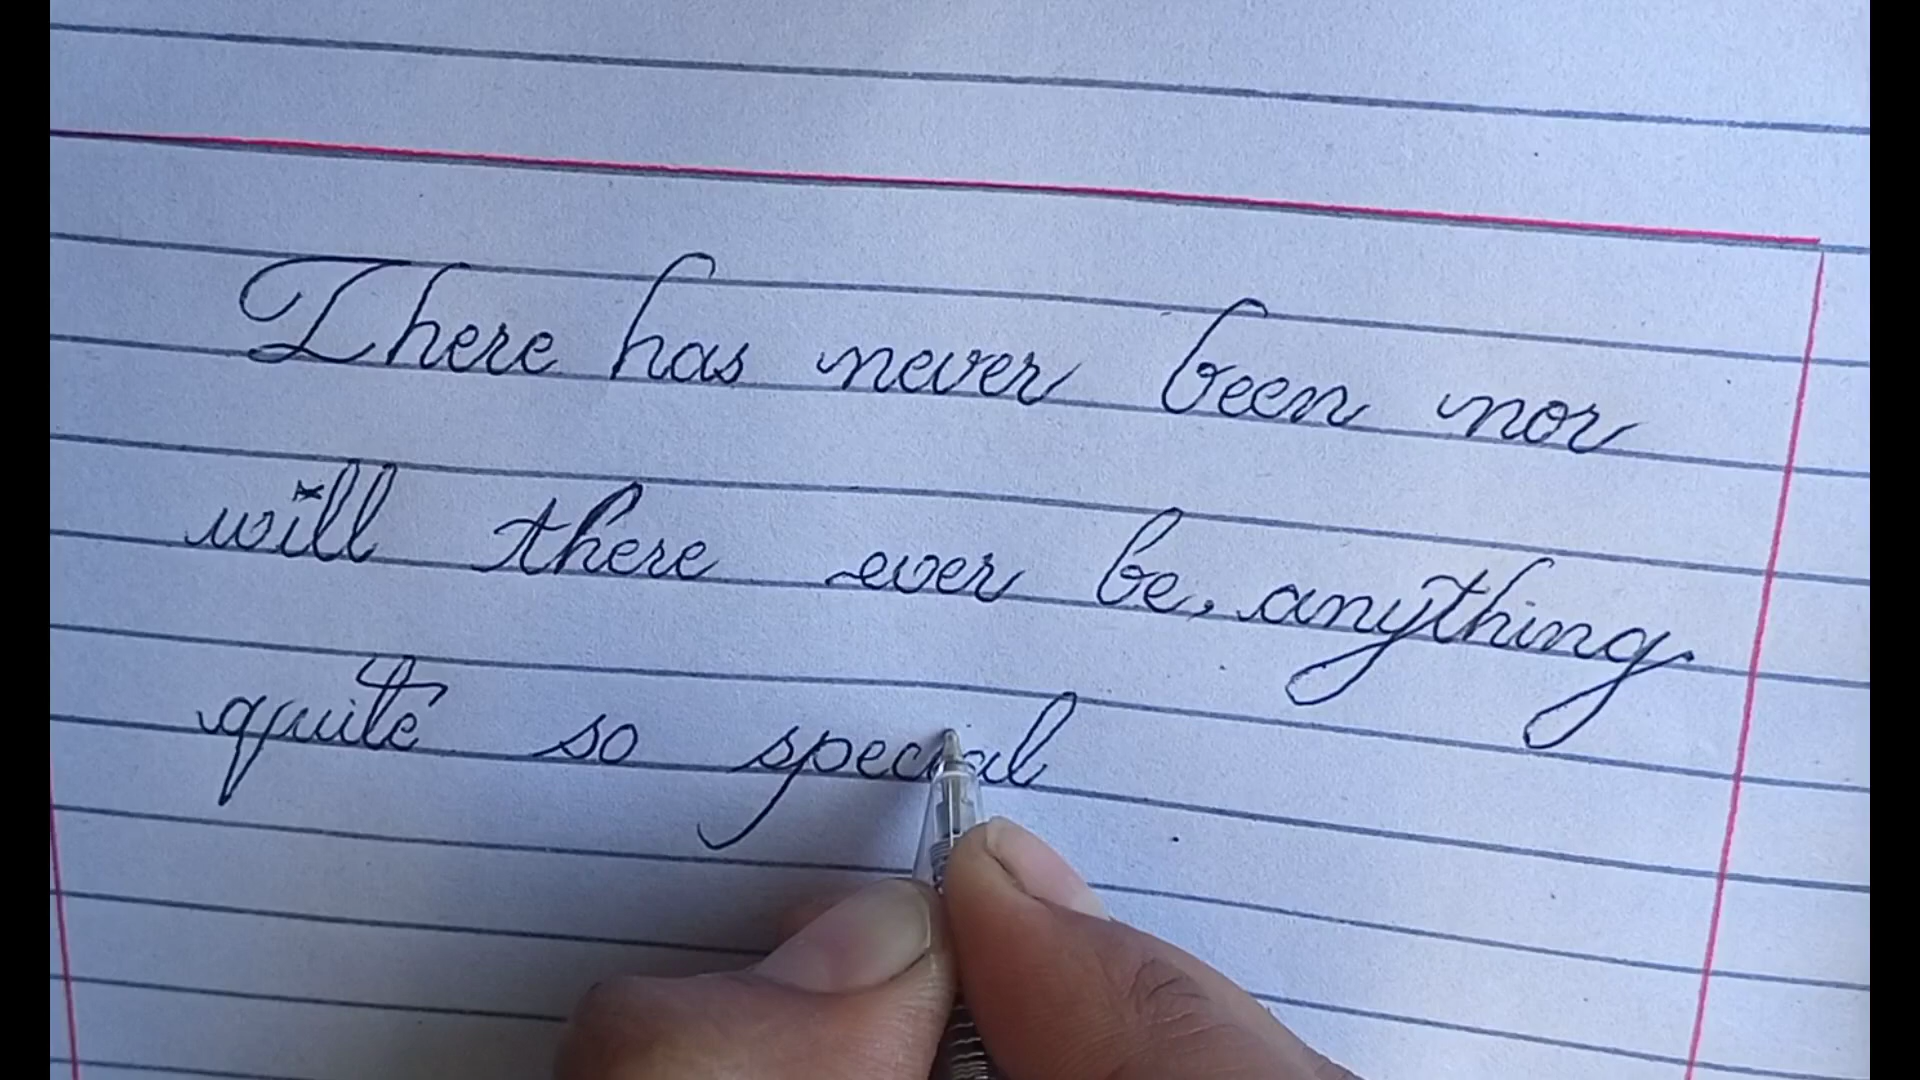 There has never been nor
will there ever be, anything
quite so special